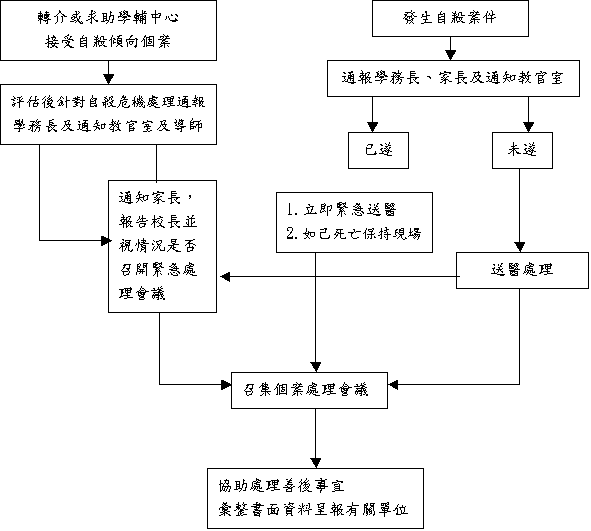 轉介或求助學輔中心
接受自殺傾向個案
發生自殺案件
通報學務長、家長及通知教官室
評估後針對自殺危機處理通報
學務長及通知教官室及導師
已遂
未遂
通知家長，
報告校長並
視情況是否
召開緊急處
理會議
1.立即緊急送醫
2.如已死亡保持現場
送醫處理
召集個案處理會議
協助處理善後事宜
彙整書面資料呈報有關單位